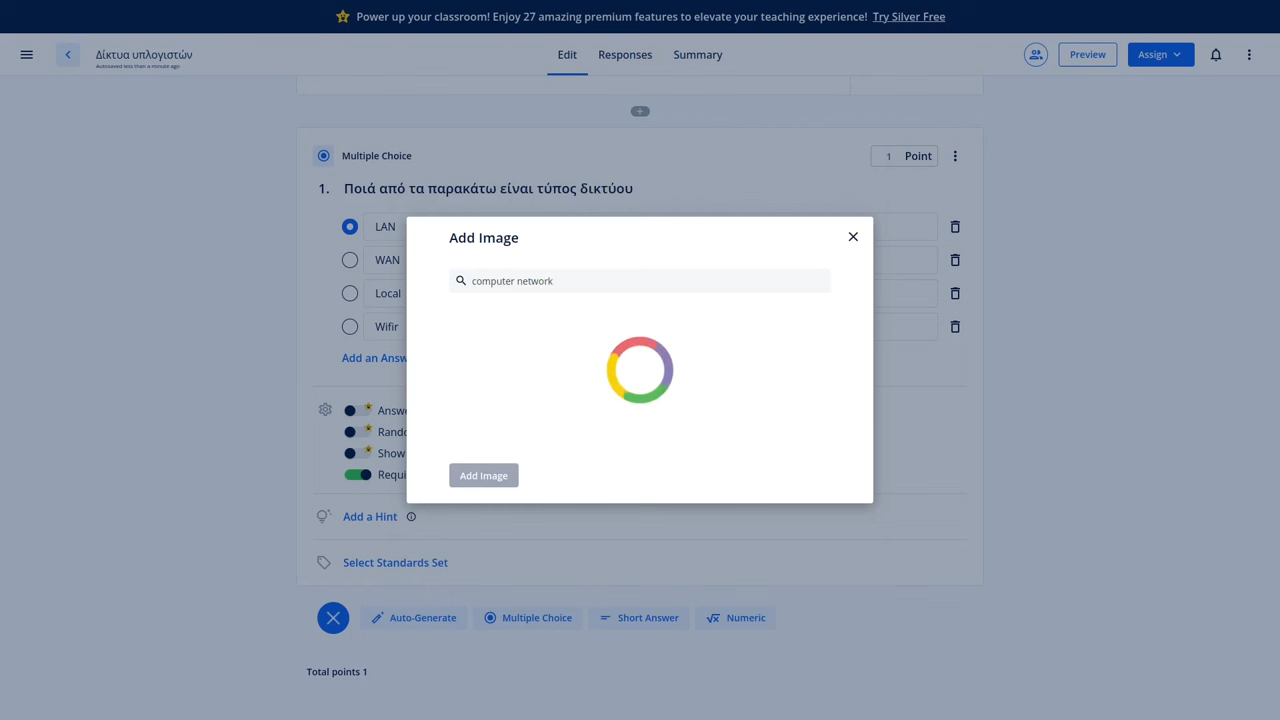 Power up your classroom! Enjoy 27 amazing premium features to elevate your teaching experience! Try Silver Free
Δίκτυα υπλογιστών
Autosaved less than a minute ago
Edit
Responses
Summary
Preview
Assign
Multiple Choice
1 Point
1. Ποιά από τα παρακάτω είναι τύπος δικτύου
LAN
WAN
Local
Wifir
Add an Answ
Add Image
computer network
Add Image
Answe
Rando
Show
Requi
Add a Hint
Select Standards Set
Auto-Generate
Multiple Choice
Short Answer
Numeric
Total points 1